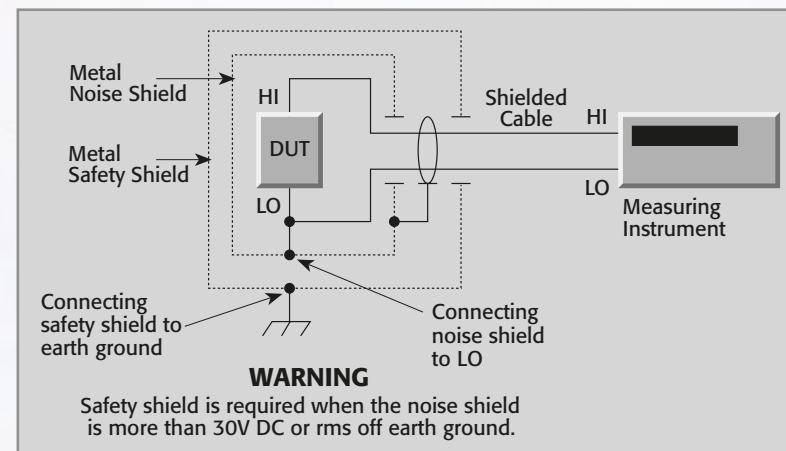 Metal
Noise Shield
HI
Shielded
Cable
HI
DUT
Metal
Safety Shield
LO
LO
Measuring
Instrument
Connecting
safety shield to
earth ground
Connecting
noise shield
to LO
WARNING
Safety shield is required when the noise shield
is more than 30V DC or rms off earth ground.